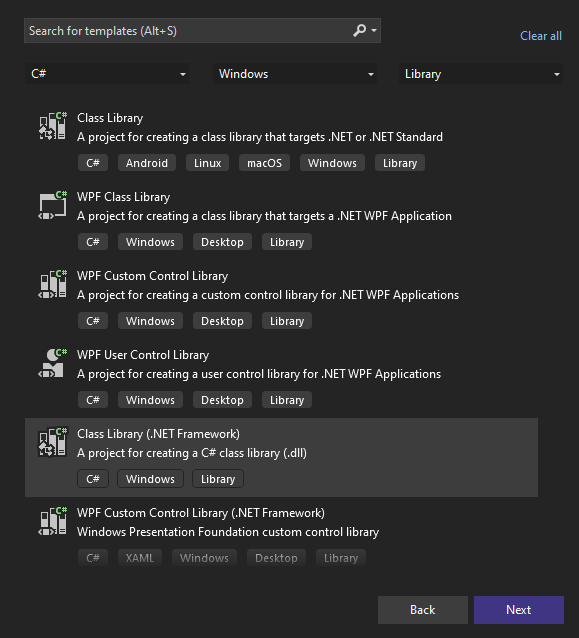 Search for templates (Alt+S)
Clear all
C# Windows Library
C#
Class Library
A project for creating a class library that targets .NET or .NET Standard
C# Android Linux macOS Windows Library
C#
WPF Class Library
A project for creating a class library that targets a .NET WPF Application
C# Windows Desktop Library
C#
WPF Custom Control Library
A project for creating a custom control library for .NET WPF Applications
C# Windows Desktop Library
C#
WPF User Control Library
A project for creating a user control library for .NET WPF Applications
C# Windows Desktop Library
C#
Class Library (.NET Framework)
A project for creating a C# class library (.dll)
C# Windows Library
C#
WPF Custom Control Library (.NET Framework)
Windows Presentation Foundation custom control library
C# XAML Windows Desktop Library
Back Next